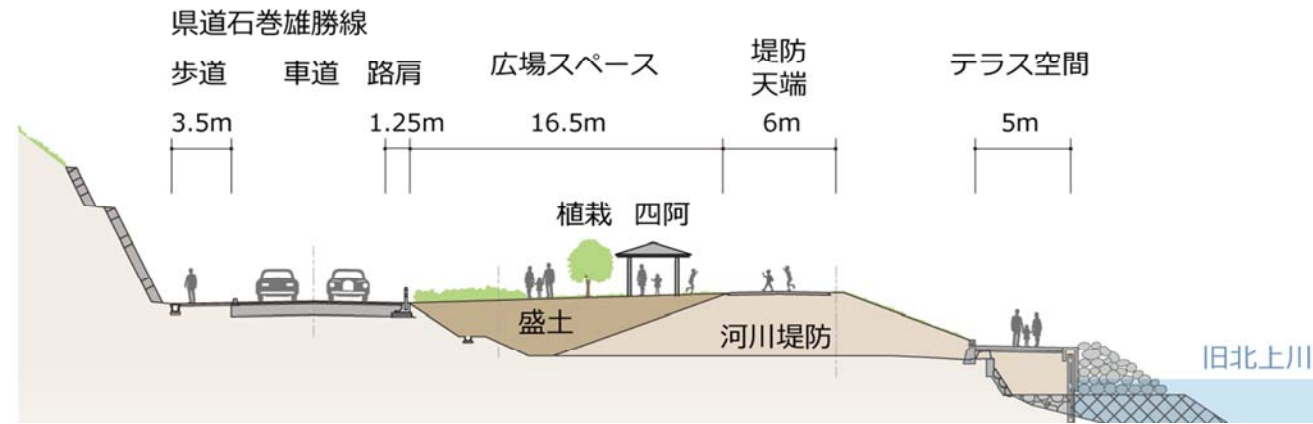 県道石巻雄勝線
歩道 車道 路肩 広場スペース 堤防天端 テラス空間
3.5m 1.25m 16.5m 6m 5m
植栽 四阿
盛土 河川堤防
旧北上川